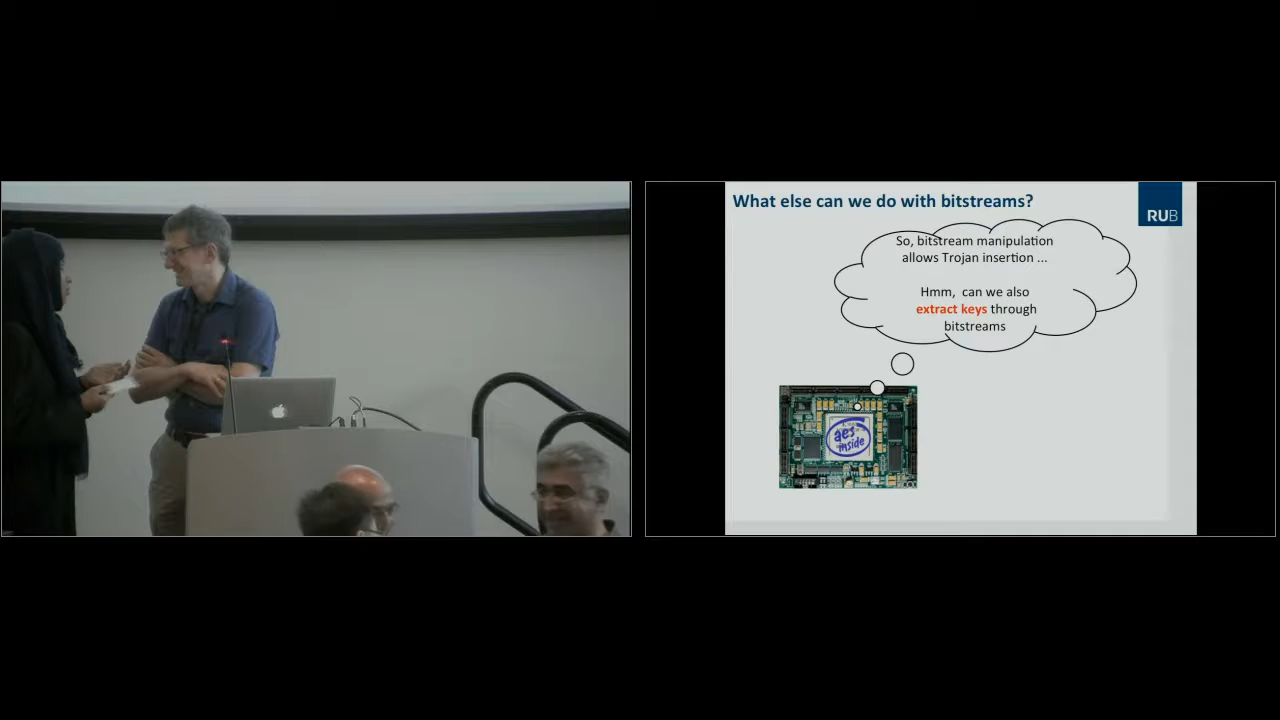 What else can we do with bitstreams?
RUB
So, bitstream manipulation
allows Trojan insertion ...
Hmm, can we also
extract keys through
bitstreams
aes
inside